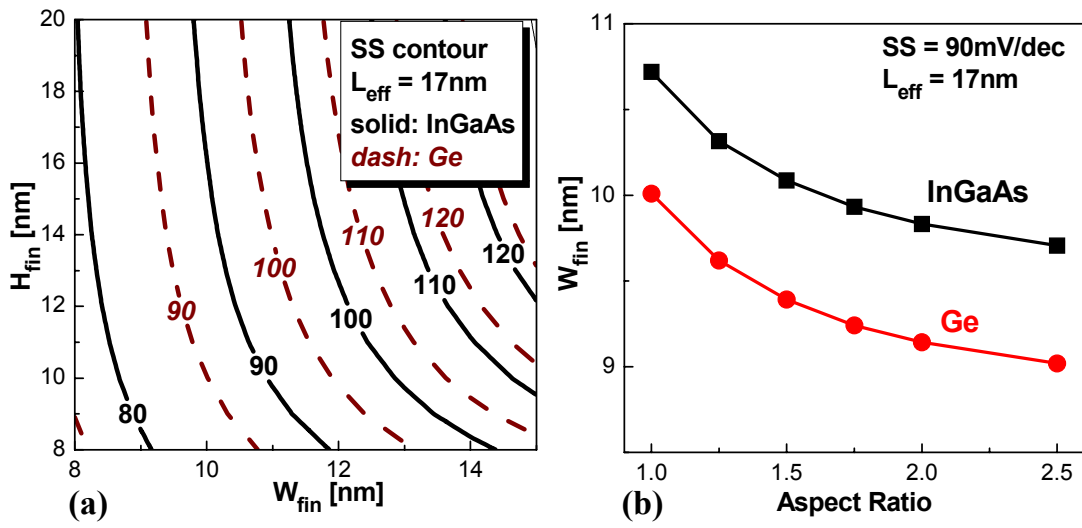 20
18
16
14
12
10
8
H_fin [nm]
8
10
12
14
W_fin [nm]
(a)
SS contour
L_eff = 17nm
solid: InGaAs
dash: Ge
80
90
90
100
100
110
110
120
120
11
10
9
W_fin [nm]
1.0
1.5
2.0
2.5
Aspect Ratio
(b)
SS = 90mV/dec
L_eff = 17nm
InGaAs
Ge